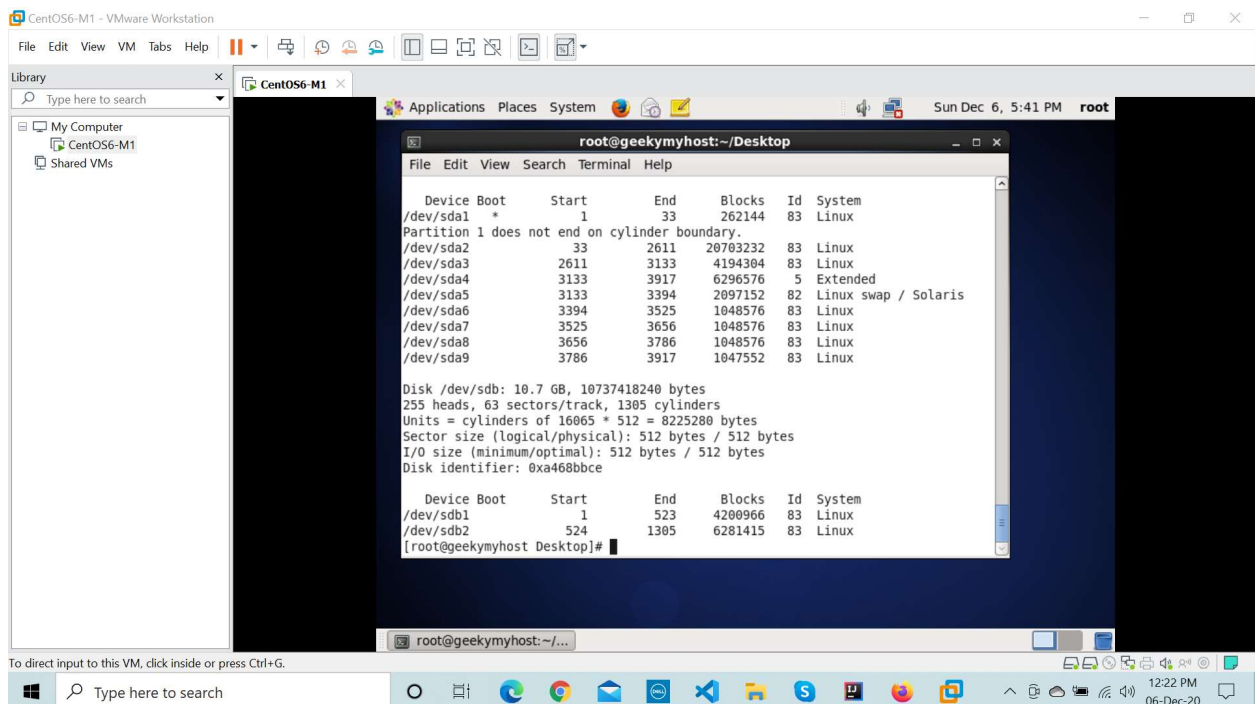 CentOS6-M1 - VMware Workstation
File Edit View VM Tabs Help
Library
Type here to search
My Computer
CentOS6-M1
Shared VMs
CentOS6-M1
Applications Places System
Sun Dec 6, 5:41 PM root
root@geekymyhost:~/Desktop
File Edit View Search Terminal Help
Device Boot Start End Blocks Id System
/dev/sda1 * 1 33 262144 83 Linux
Partition 1 does not end on cylinder boundary.
/dev/sda2 33 2611 20703232 83 Linux
/dev/sda3 2611 3133 4194304 83 Linux
/dev/sda4 3133 3917 6296576 5 Extended
/dev/sda5 3133 3394 2097152 82 Linux swap / Solaris
/dev/sda6 3394 3525 1048576 83 Linux
/dev/sda7 3525 3656 1048576 83 Linux
/dev/sda8 3656 3786 1048576 83 Linux
/dev/sda9 3786 3917 1047552 83 Linux
Disk /dev/sdb: 10.7 GB, 10737418240 bytes
255 heads, 63 sectors/track, 1305 cylinders
Units = cylinders of 16065 * 512 = 8225280 bytes
Sector size (logical/physical): 512 bytes / 512 bytes
I/O size (minimum/optimal): 512 bytes / 512 bytes
Disk identifier: 0xa468bbce
Device Boot Start End Blocks Id System
/dev/sdb1 1 523 4200966 83 Linux
/dev/sdb2 524 1305 6281415 83 Linux
[root@geekymyhost Desktop]#
root@geekymyhost:~/...
To direct input to this VM, click inside or press Ctrl+G.
Type here to search
12:22 PM
06-Dec-20